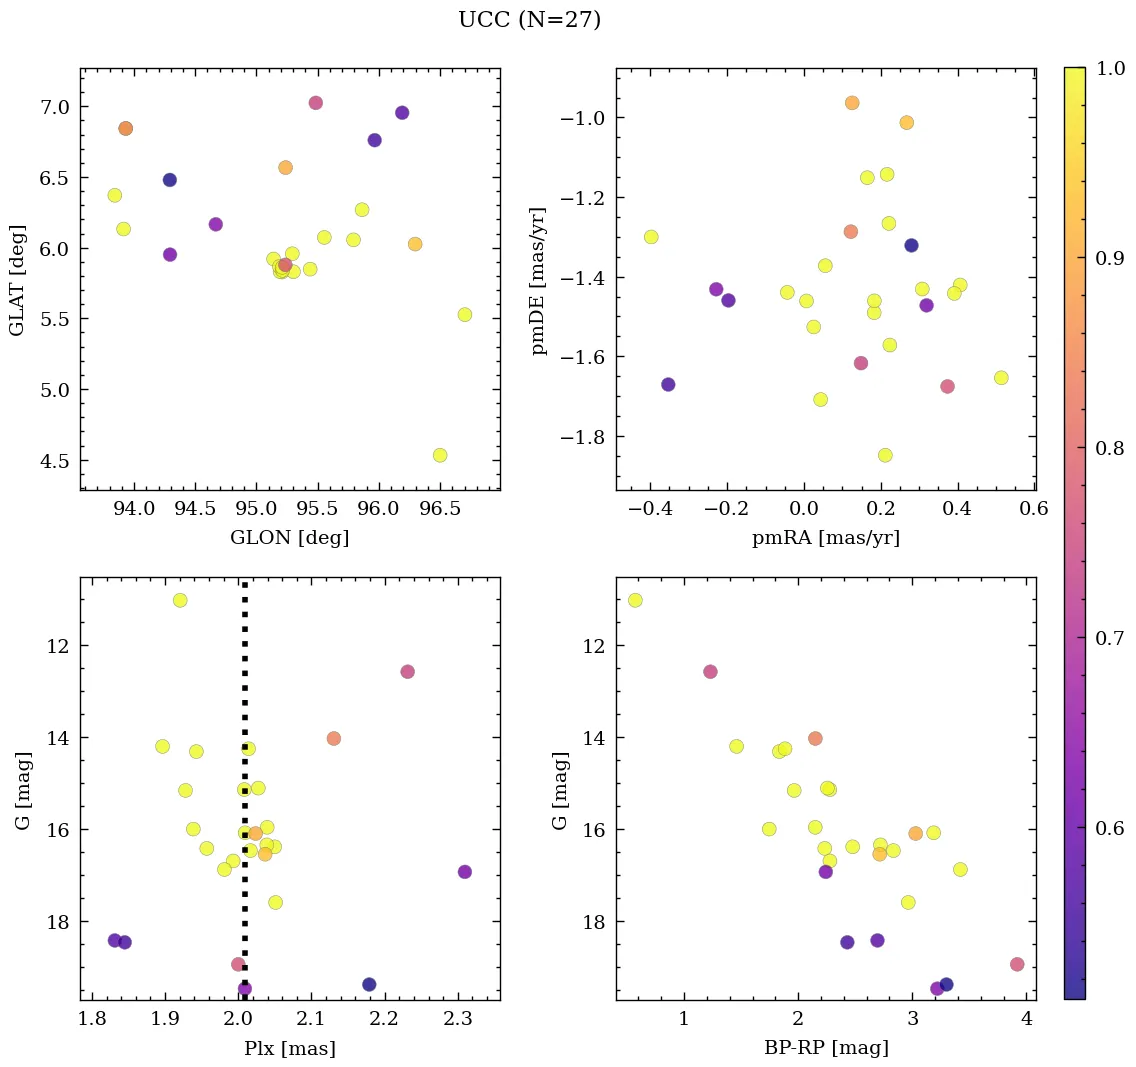 UCC (N=27)
7.0
6.5
6.0
5.5
5.0
4.5
GLAT [deg]
94.0 94.5 95.0 95.5 96.0 96.5
GLON [deg]
−1.0
−1.2
−1.4
−1.6
−1.8
pmDE [mas/yr]
−0.4 −0.2 0.0 0.2 0.4 0.6
pmRA [mas/yr]
12
14
16
18
G [mag]
1.8 1.9 2.0 2.1 2.2 2.3
Plx [mas]
12
14
16
18
G [mag]
1 2 3 4
BP-RP [mag]
1.0
0.9
0.8
0.7
0.6